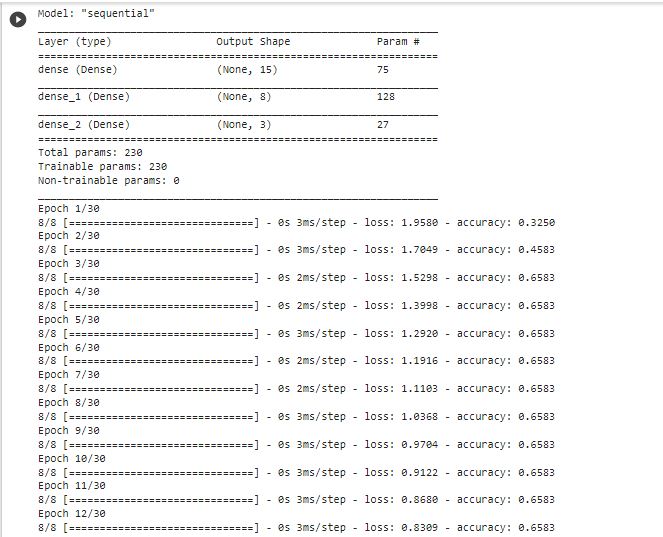 Model: "sequential"
_________________________________________________________________
Layer (type)                 Output Shape              Param #
=================================================================
dense (Dense)                (None, 15)                75
_________________________________________________________________
dense_1 (Dense)              (None, 8)                 128
_________________________________________________________________
dense_2 (Dense)              (None, 3)                 27
=================================================================
Total params: 230
Trainable params: 230
Non-trainable params: 0
_________________________________________________________________
Epoch 1/30
8/8 [==============================] - 0s 3ms/step - loss: 1.9580 - accuracy: 0.3250
Epoch 2/30
8/8 [==============================] - 0s 3ms/step - loss: 1.7049 - accuracy: 0.4583
Epoch 3/30
8/8 [==============================] - 0s 2ms/step - loss: 1.5298 - accuracy: 0.6583
Epoch 4/30
8/8 [==============================] - 0s 2ms/step - loss: 1.3998 - accuracy: 0.6583
Epoch 5/30
8/8 [==============================] - 0s 3ms/step - loss: 1.2920 - accuracy: 0.6583
Epoch 6/30
8/8 [==============================] - 0s 2ms/step - loss: 1.1916 - accuracy: 0.6583
Epoch 7/30
8/8 [==============================] - 0s 2ms/step - loss: 1.1103 - accuracy: 0.6583
Epoch 8/30
8/8 [==============================] - 0s 3ms/step - loss: 1.0368 - accuracy: 0.6583
Epoch 9/30
8/8 [==============================] - 0s 3ms/step - loss: 0.9704 - accuracy: 0.6583
Epoch 10/30
8/8 [==============================] - 0s 3ms/step - loss: 0.9122 - accuracy: 0.6583
Epoch 11/30
8/8 [==============================] - 0s 3ms/step - loss: 0.8680 - accuracy: 0.6583
Epoch 12/30
8/8 [==============================] - 0s 3ms/step - loss: 0.8309 - accuracy: 0.6583